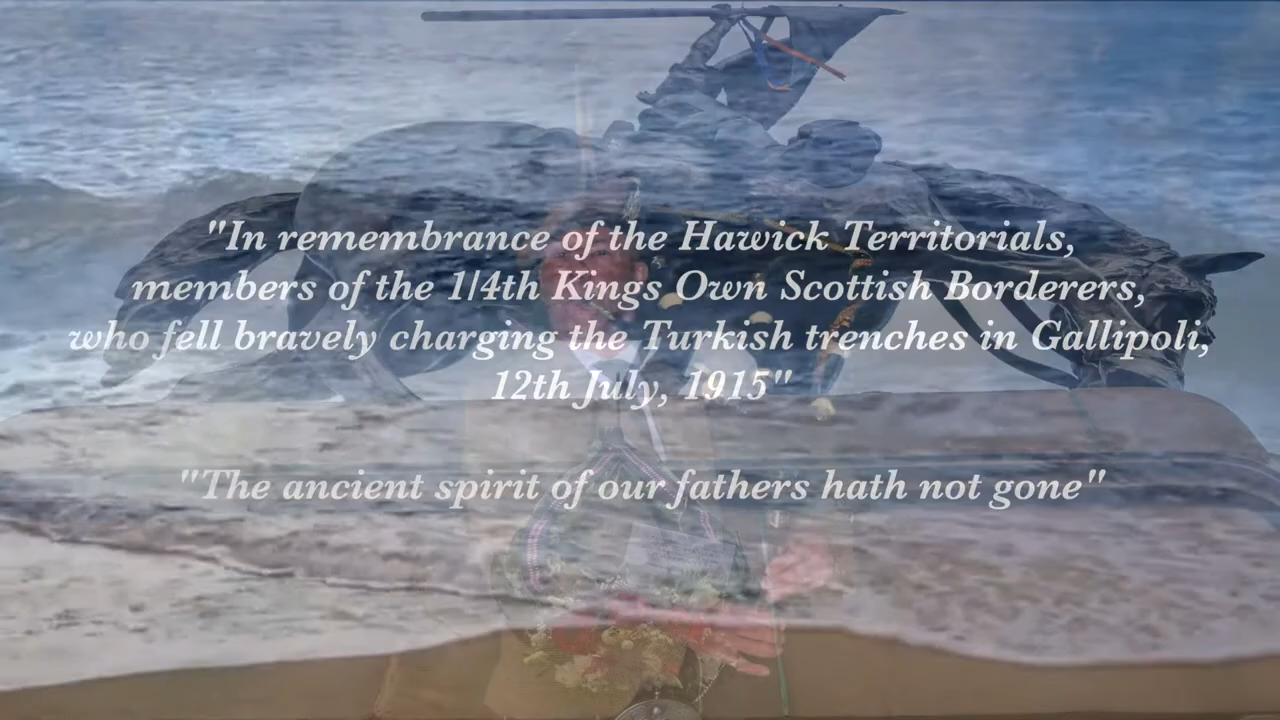 "In remembrance of the Hawick Territorials,
members of the 1/4th Kings Own Scottish Borderers,
who fell bravely charging the Turkish trenches in Gallipoli,
12th July, 1915"
"The ancient spirit of our fathers hath not gone"